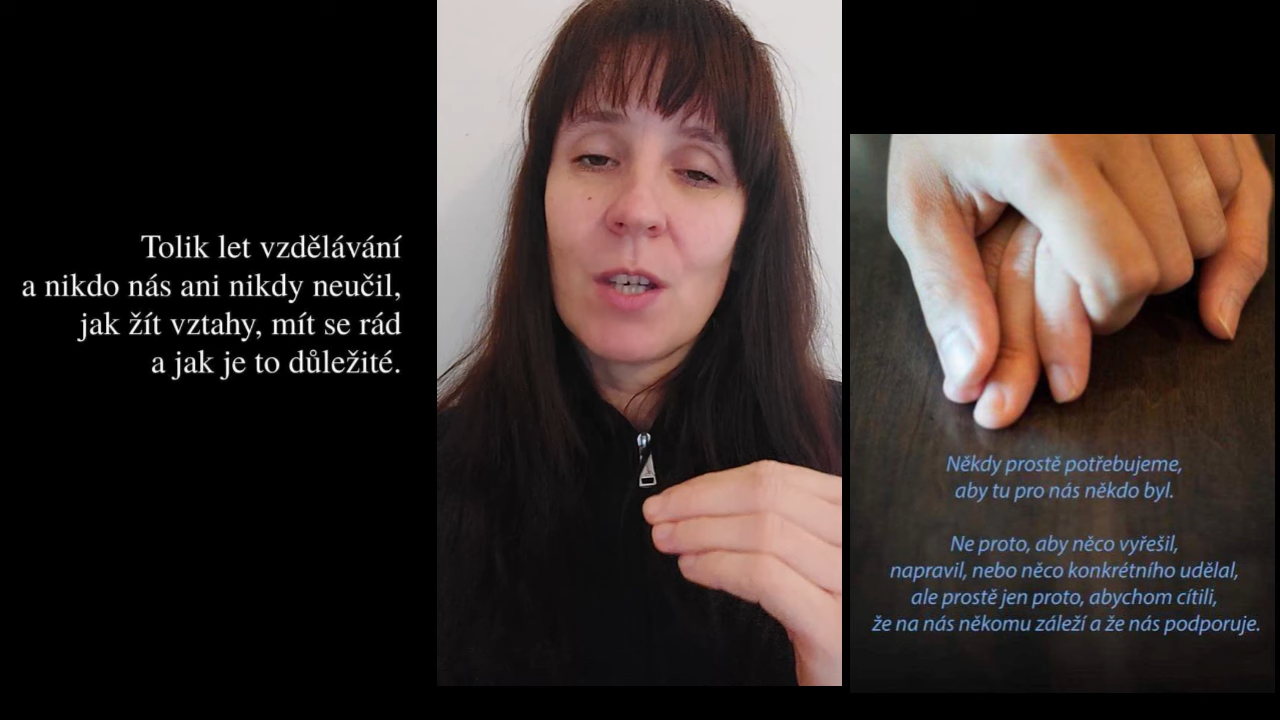 Tolik let vzdělávání
a nikdo nás ani nikdy neučil,
jak žít vztahy, mít se rád
a jak je to důležité.
Někdy prostě potřebujeme,
aby tu pro nás někdo byl.
Ne proto, aby něco vyřešil,
napravil, nebo něco konkrétního udělal,
ale prostě jen proto, abychom cítili,
že na nás někomu záleží a že nás podporuje.